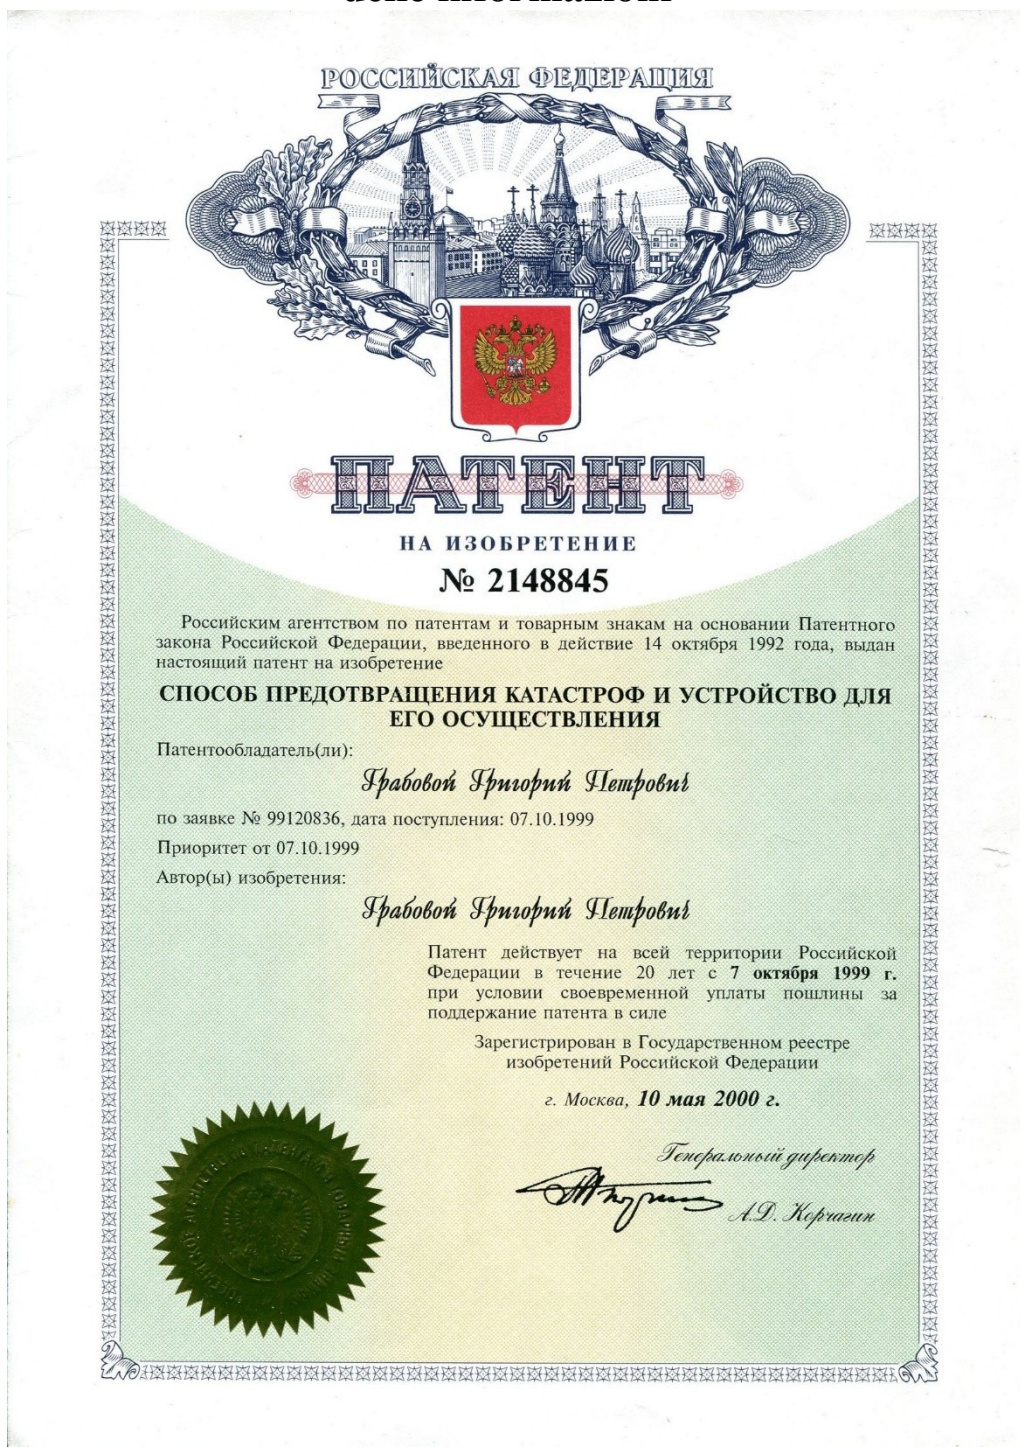 delle informazioni
РОССИЙСКАЯ ФЕДЕРАЦИЯ
ПАТЕНТ
НА ИЗОБРЕТЕНИЕ
№ 2148845
Российским агентством по патентам и товарным знакам на основании Патентного
закона Российской Федерации, введенного в действие 14 октября 1992 года, выдан
настоящий патент на изобретение
СПОСОБ ПРЕДОТВРАЩЕНИЯ КАТАСТРОФ И УСТРОЙСТВО ДЛЯ
ЕГО ОСУЩЕСТВЛЕНИЯ
Патентообладатель(ли):
Грабовой Григорий Петрович
по заявке № 99120836, дата поступления: 07.10.1999
Приоритет от 07.10.1999
Автор(ы) изобретения:
Грабовой Григорий Петрович
Патент действует на всей территории Российской
Федерации в течение 20 лет с 7 октября 1999 г.
при условии своевременной уплаты пошлины за
поддержание патента в силе
Зарегистрирован в Государственном реестре
изобретений Российской Федерации
г. Москва, 10 мая 2000 г.
Генеральный директор
А.Д. Корчагин